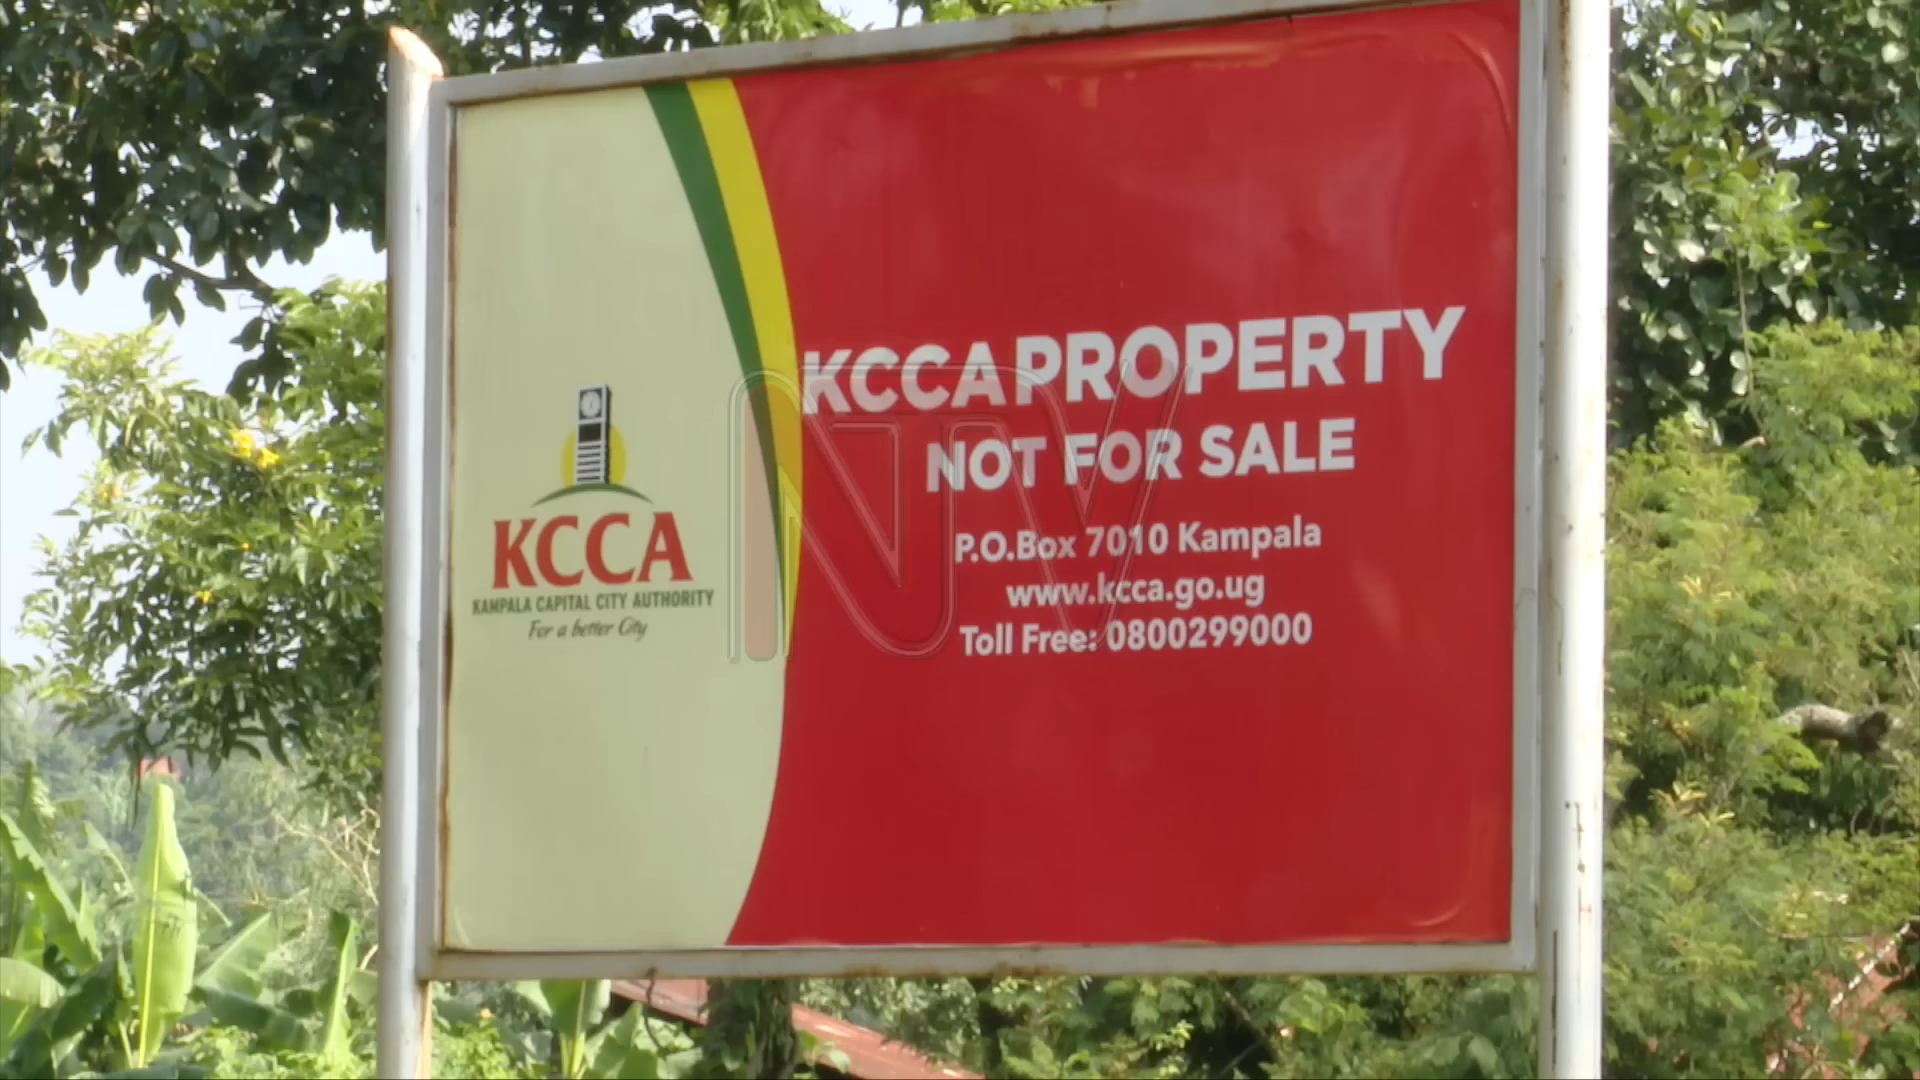 KCCA
KAMPALA CAPITAL CITY AUTHORITY
For a better City
KCCA PROPERTY
NOT FOR SALE
P.O.Box 7010 Kampala
www.kcca.go.ug
Toll Free: 0800299000
NTV